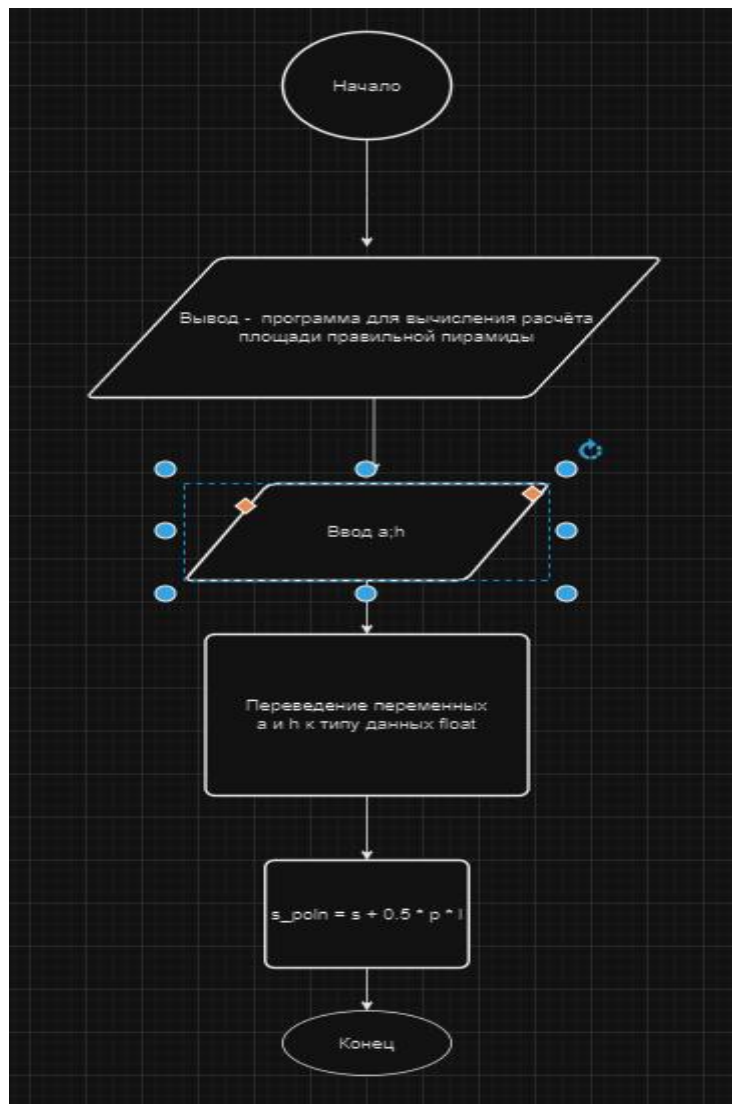 Начало
Вывод - программа для вычисления расчёта
площади правильной пирамиды
Ввод a;h
Переведение переменных
a и h к типу данных float
s_poln = s + 0.5 * p * l
Конец